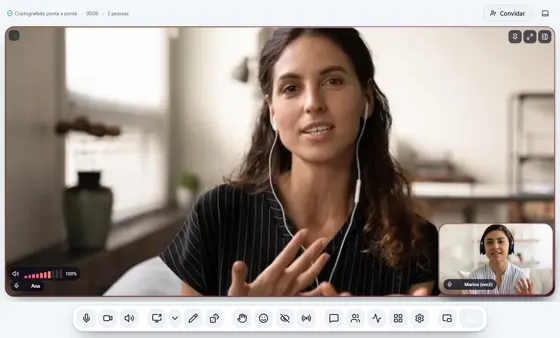 Criptografada ponta a ponta • 00:06 • 2 pessoas
Convidar
100%
Ana
Marina (você)